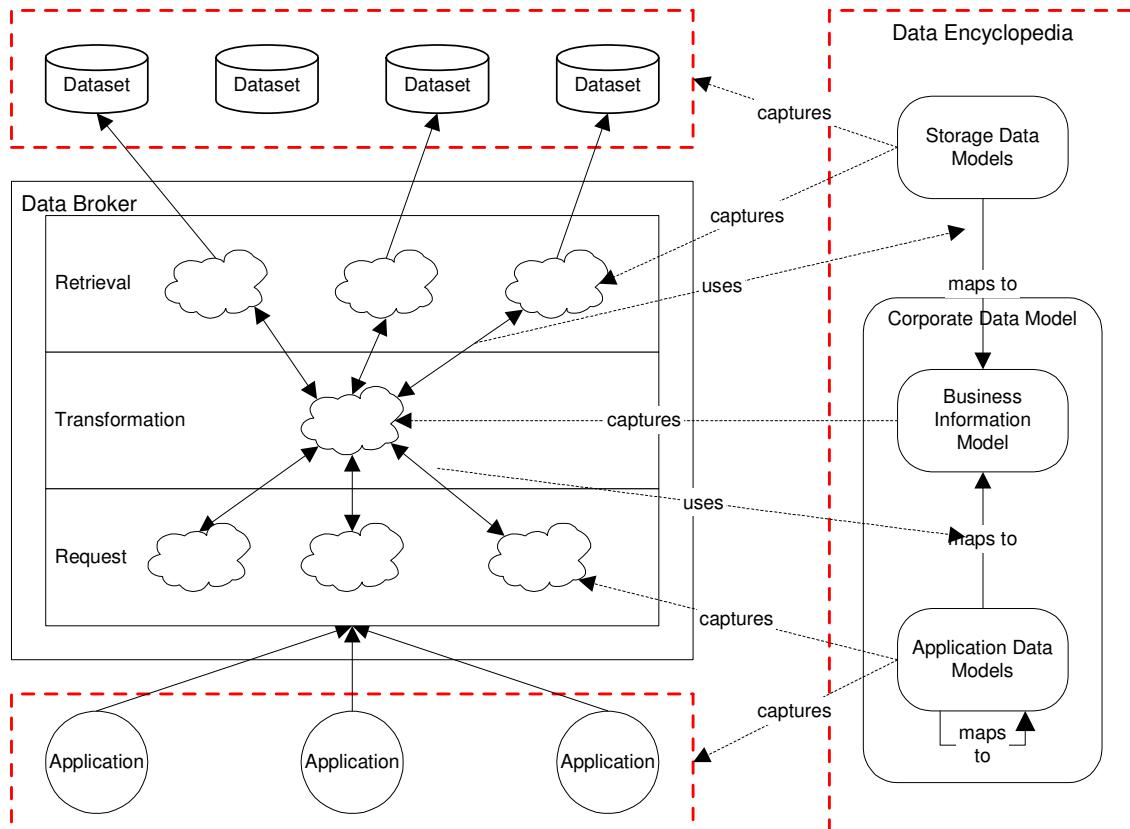 Data Encyclopedia
Dataset
Dataset
Dataset
Dataset
captures
Storage Data
Models
Data Broker
captures
Retrieval
uses
maps to
Corporate Data Model
Business
Information
Model
Transformation
captures
uses
maps to
Request
captures
Application Data
Models
captures
maps
to
Application
Application
Application